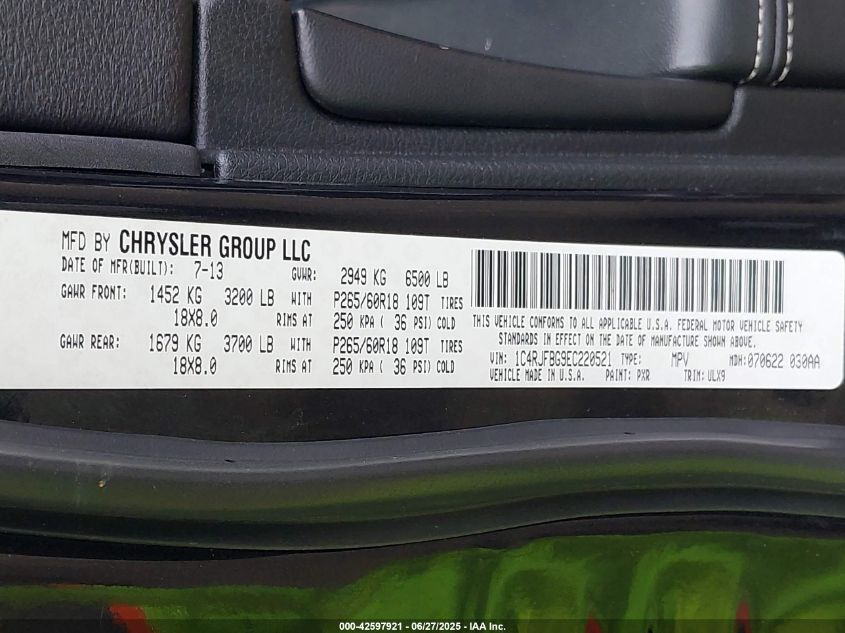 MFD BY CHRYSLER GROUP LLC
DATE OF MFR(BUILT): 7-13 GVWR: 2949 KG 6500 LB
GAWR FRONT: 1452 KG 3200 LB WITH P265/60R18 109T TIRES
18X8.0 RIMS AT 250 KPA ( 36 PSI) COLD
GAWR REAR: 1679 KG 3700 LB WITH P265/60R18 109T TIRES
18X8.0 RIMS AT 250 KPA ( 36 PSI) COLD
THIS VEHICLE CONFORMS TO ALL APPLICABLE U.S.A. FEDERAL MOTOR VEHICLE SAFETY
STANDARDS IN EFFECT ON THE DATE OF MANUFACTURE SHOWN ABOVE.
VIN: 1C4RJFBG9EC220521 TYPE: MPV MDH:070622 030AA
VEHICLE MADE IN U.S.A. PAINT: PXR TRIM: ULX9
000-42597921 / 06/27/2025 - IAA Inc.